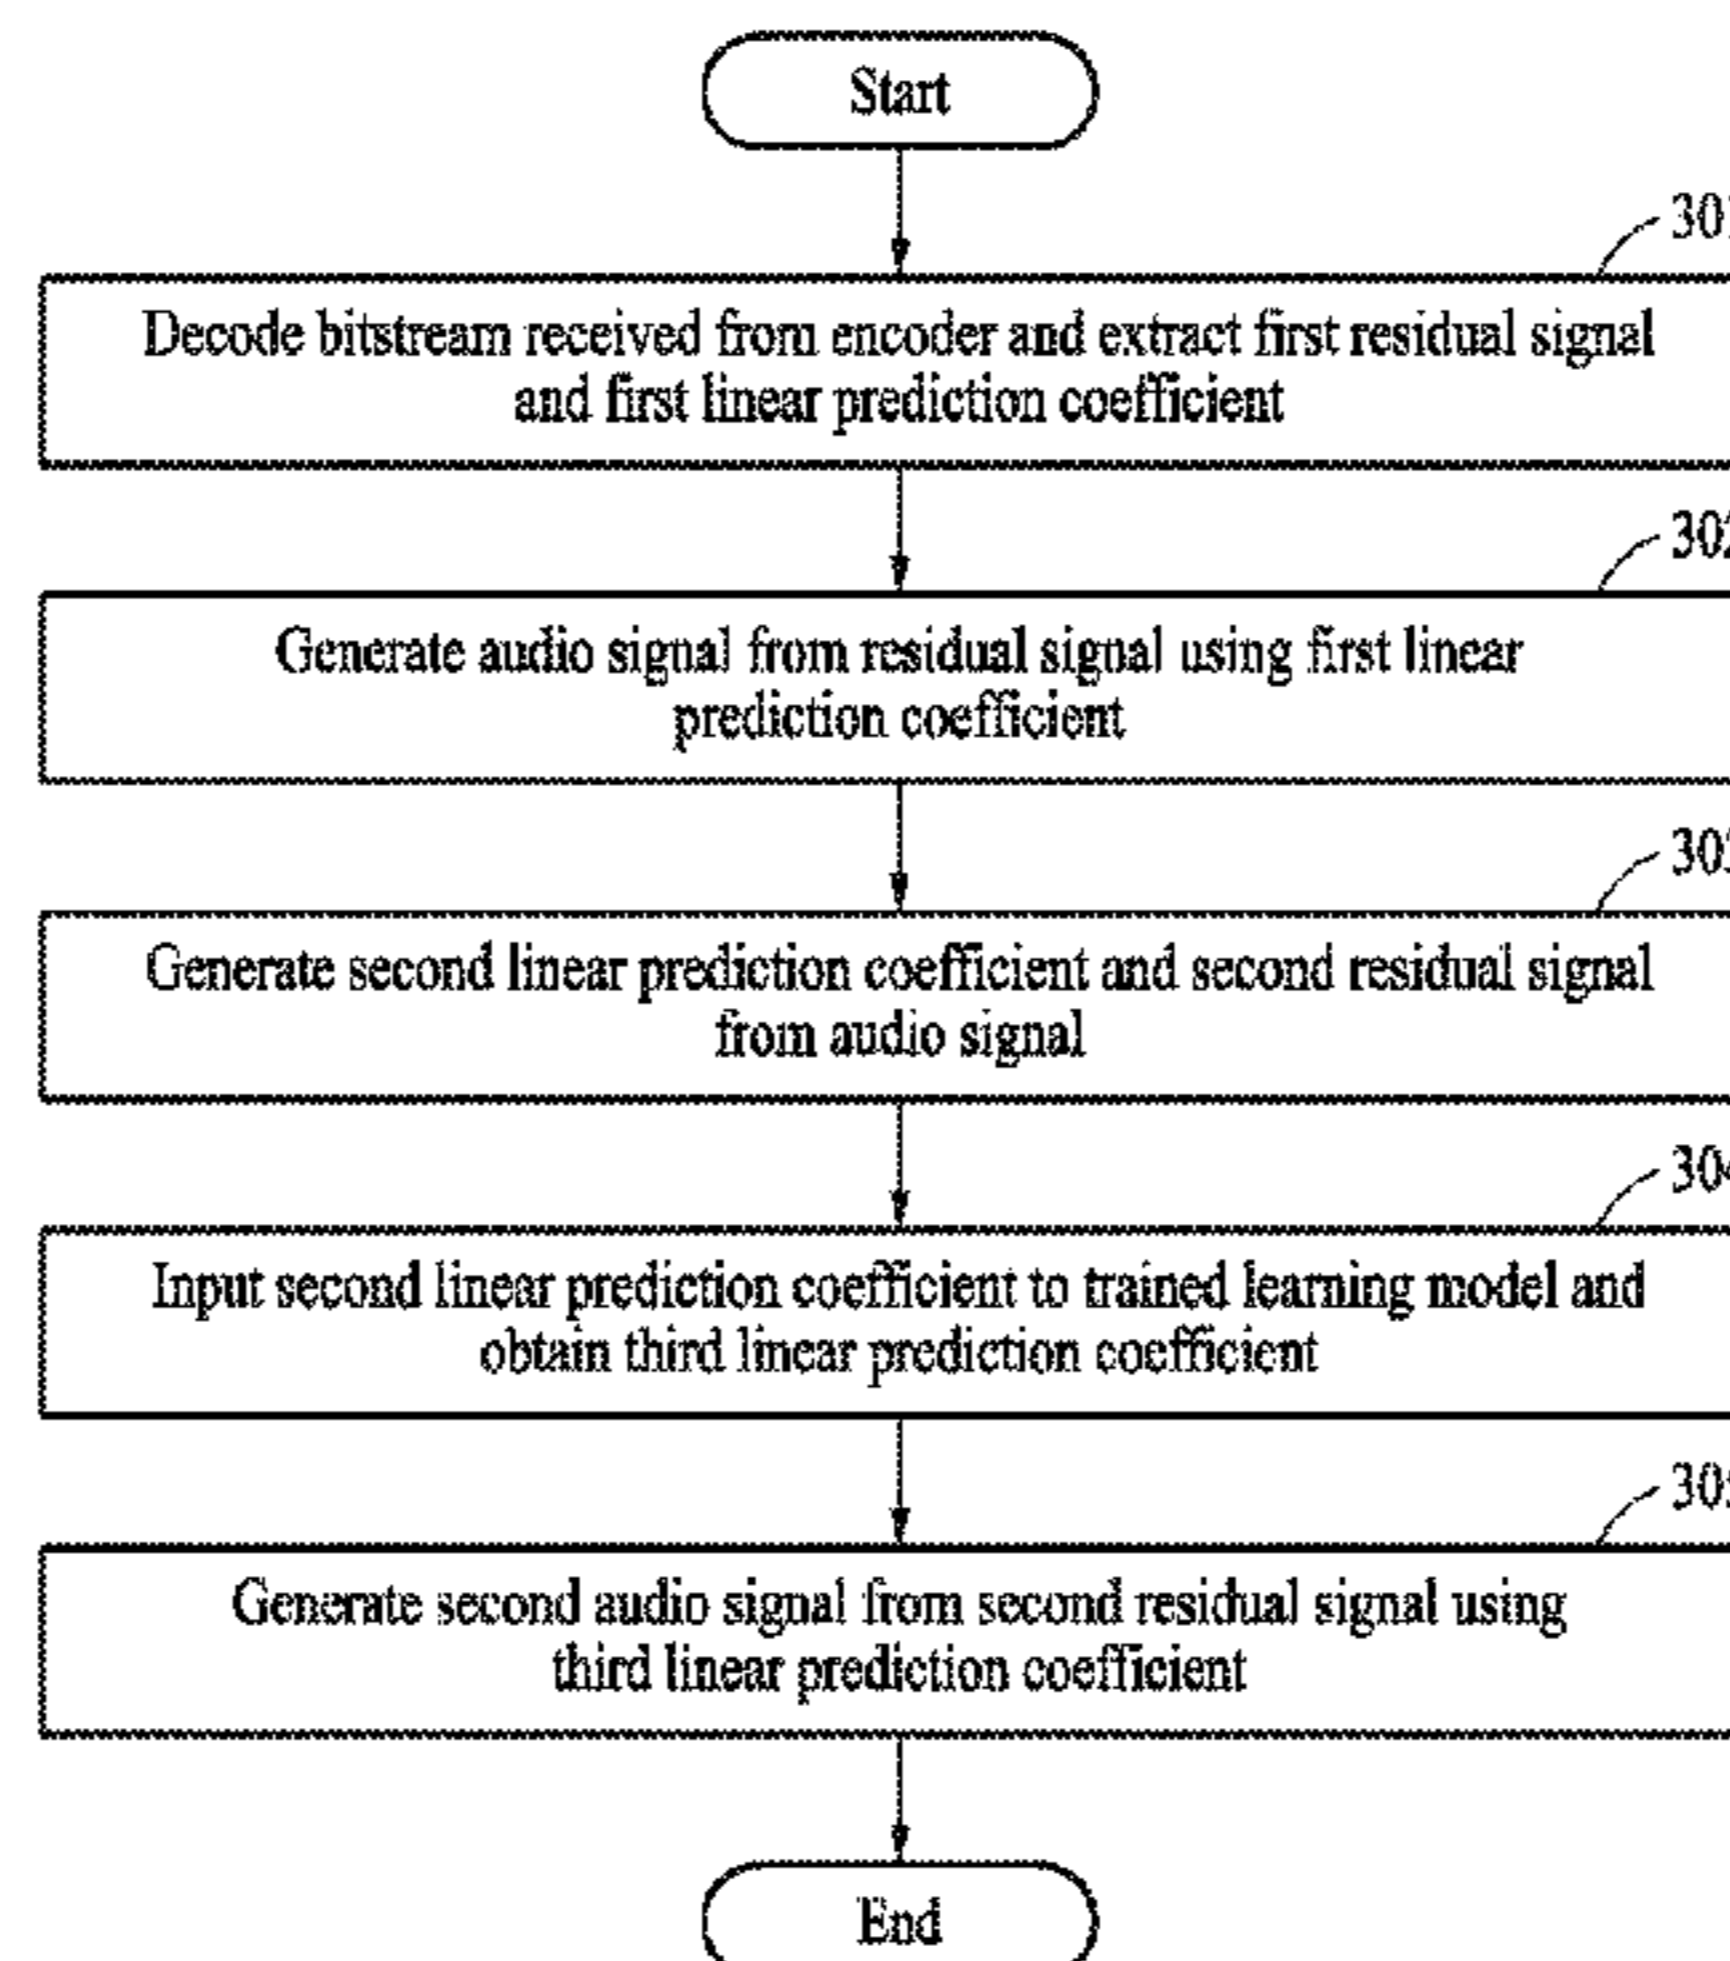 Start
301
Decode bitstream received from encoder and extract first residual signal
and first linear prediction coefficient
302
Generate audio signal from residual signal using first linear
prediction coefficient
303
Generate second linear prediction coefficient and second residual signal
from audio signal
304
Input second linear prediction coefficient to trained learning model and
obtain third linear prediction coefficient
305
Generate second audio signal from second residual signal using
third linear prediction coefficient
End